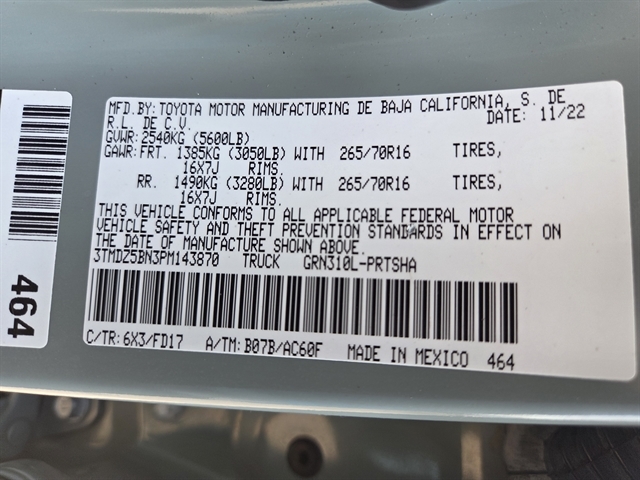 MFD.BY:TOYOTA MOTOR MANUFACTURING DE BAJA CALIFORNIA, S. DE
R.L. DE C.V. DATE: 11/22
GVWR:2540KG (5600LB)
GAWR:FRT. 1385KG (3050LB) WITH 265/70R16 TIRES,
16X7J RIMS.
RR. 1490KG (3280LB) WITH 265/70R16 TIRES,
16X7J RIMS.
THIS VEHICLE CONFORMS TO ALL APPLICABLE FEDERAL MOTOR
VEHICLE SAFETY AND THEFT PREVENTION STANDARDS IN EFFECT ON
THE DATE OF MANUFACTURE SHOWN ABOVE.
3TMDZ5BN3PM143870 TRUCK GRN310L-PRTSHA
C/TR:6X3/FD17 A/TM:B07B/AC60F MADE IN MEXICO 464
464